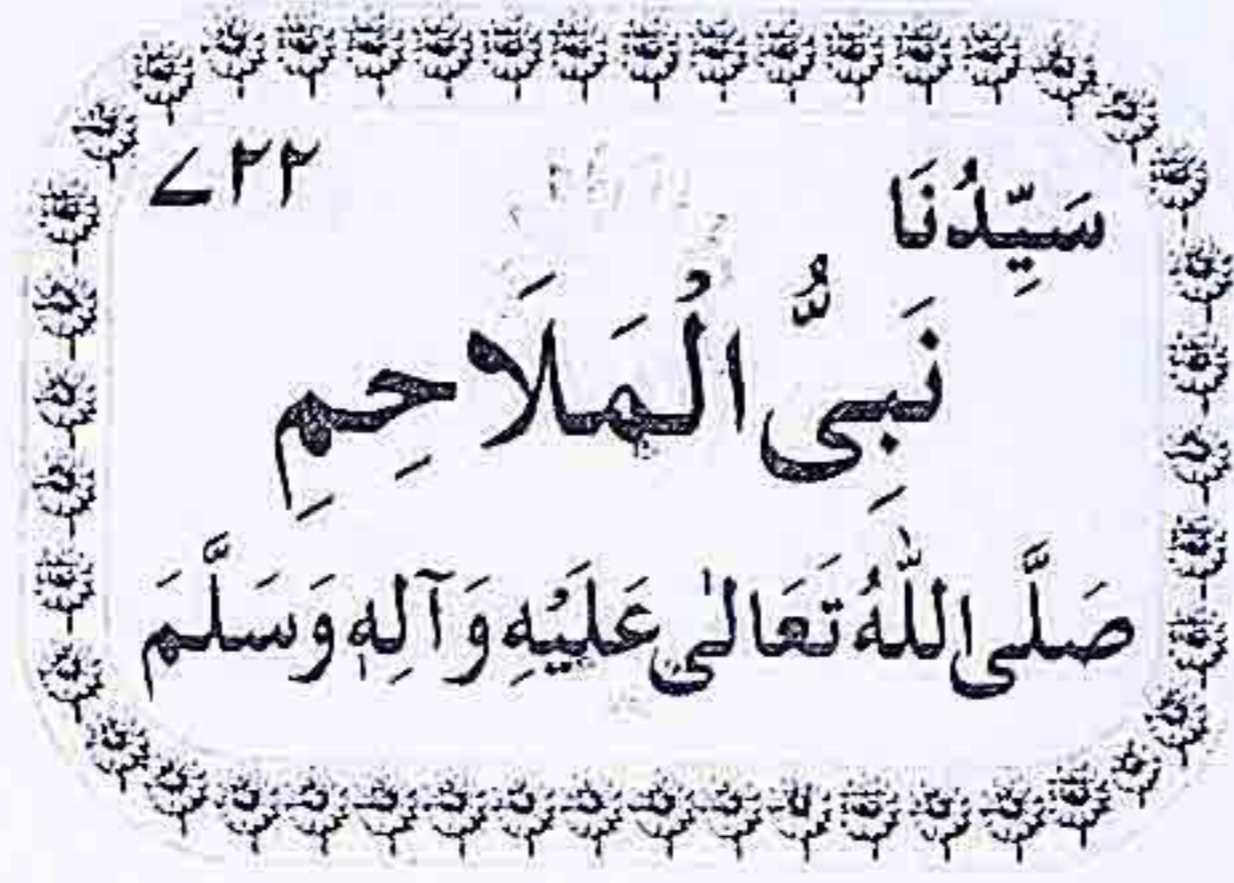 سَيِّدُنَا ۷۲۲
نَبِيُّ الْمَلَاحِمِ
صَلَّى اللّٰهُ تَعَالٰى عَلَيْهِ وَآلِهٖ وَسَلَّمَ